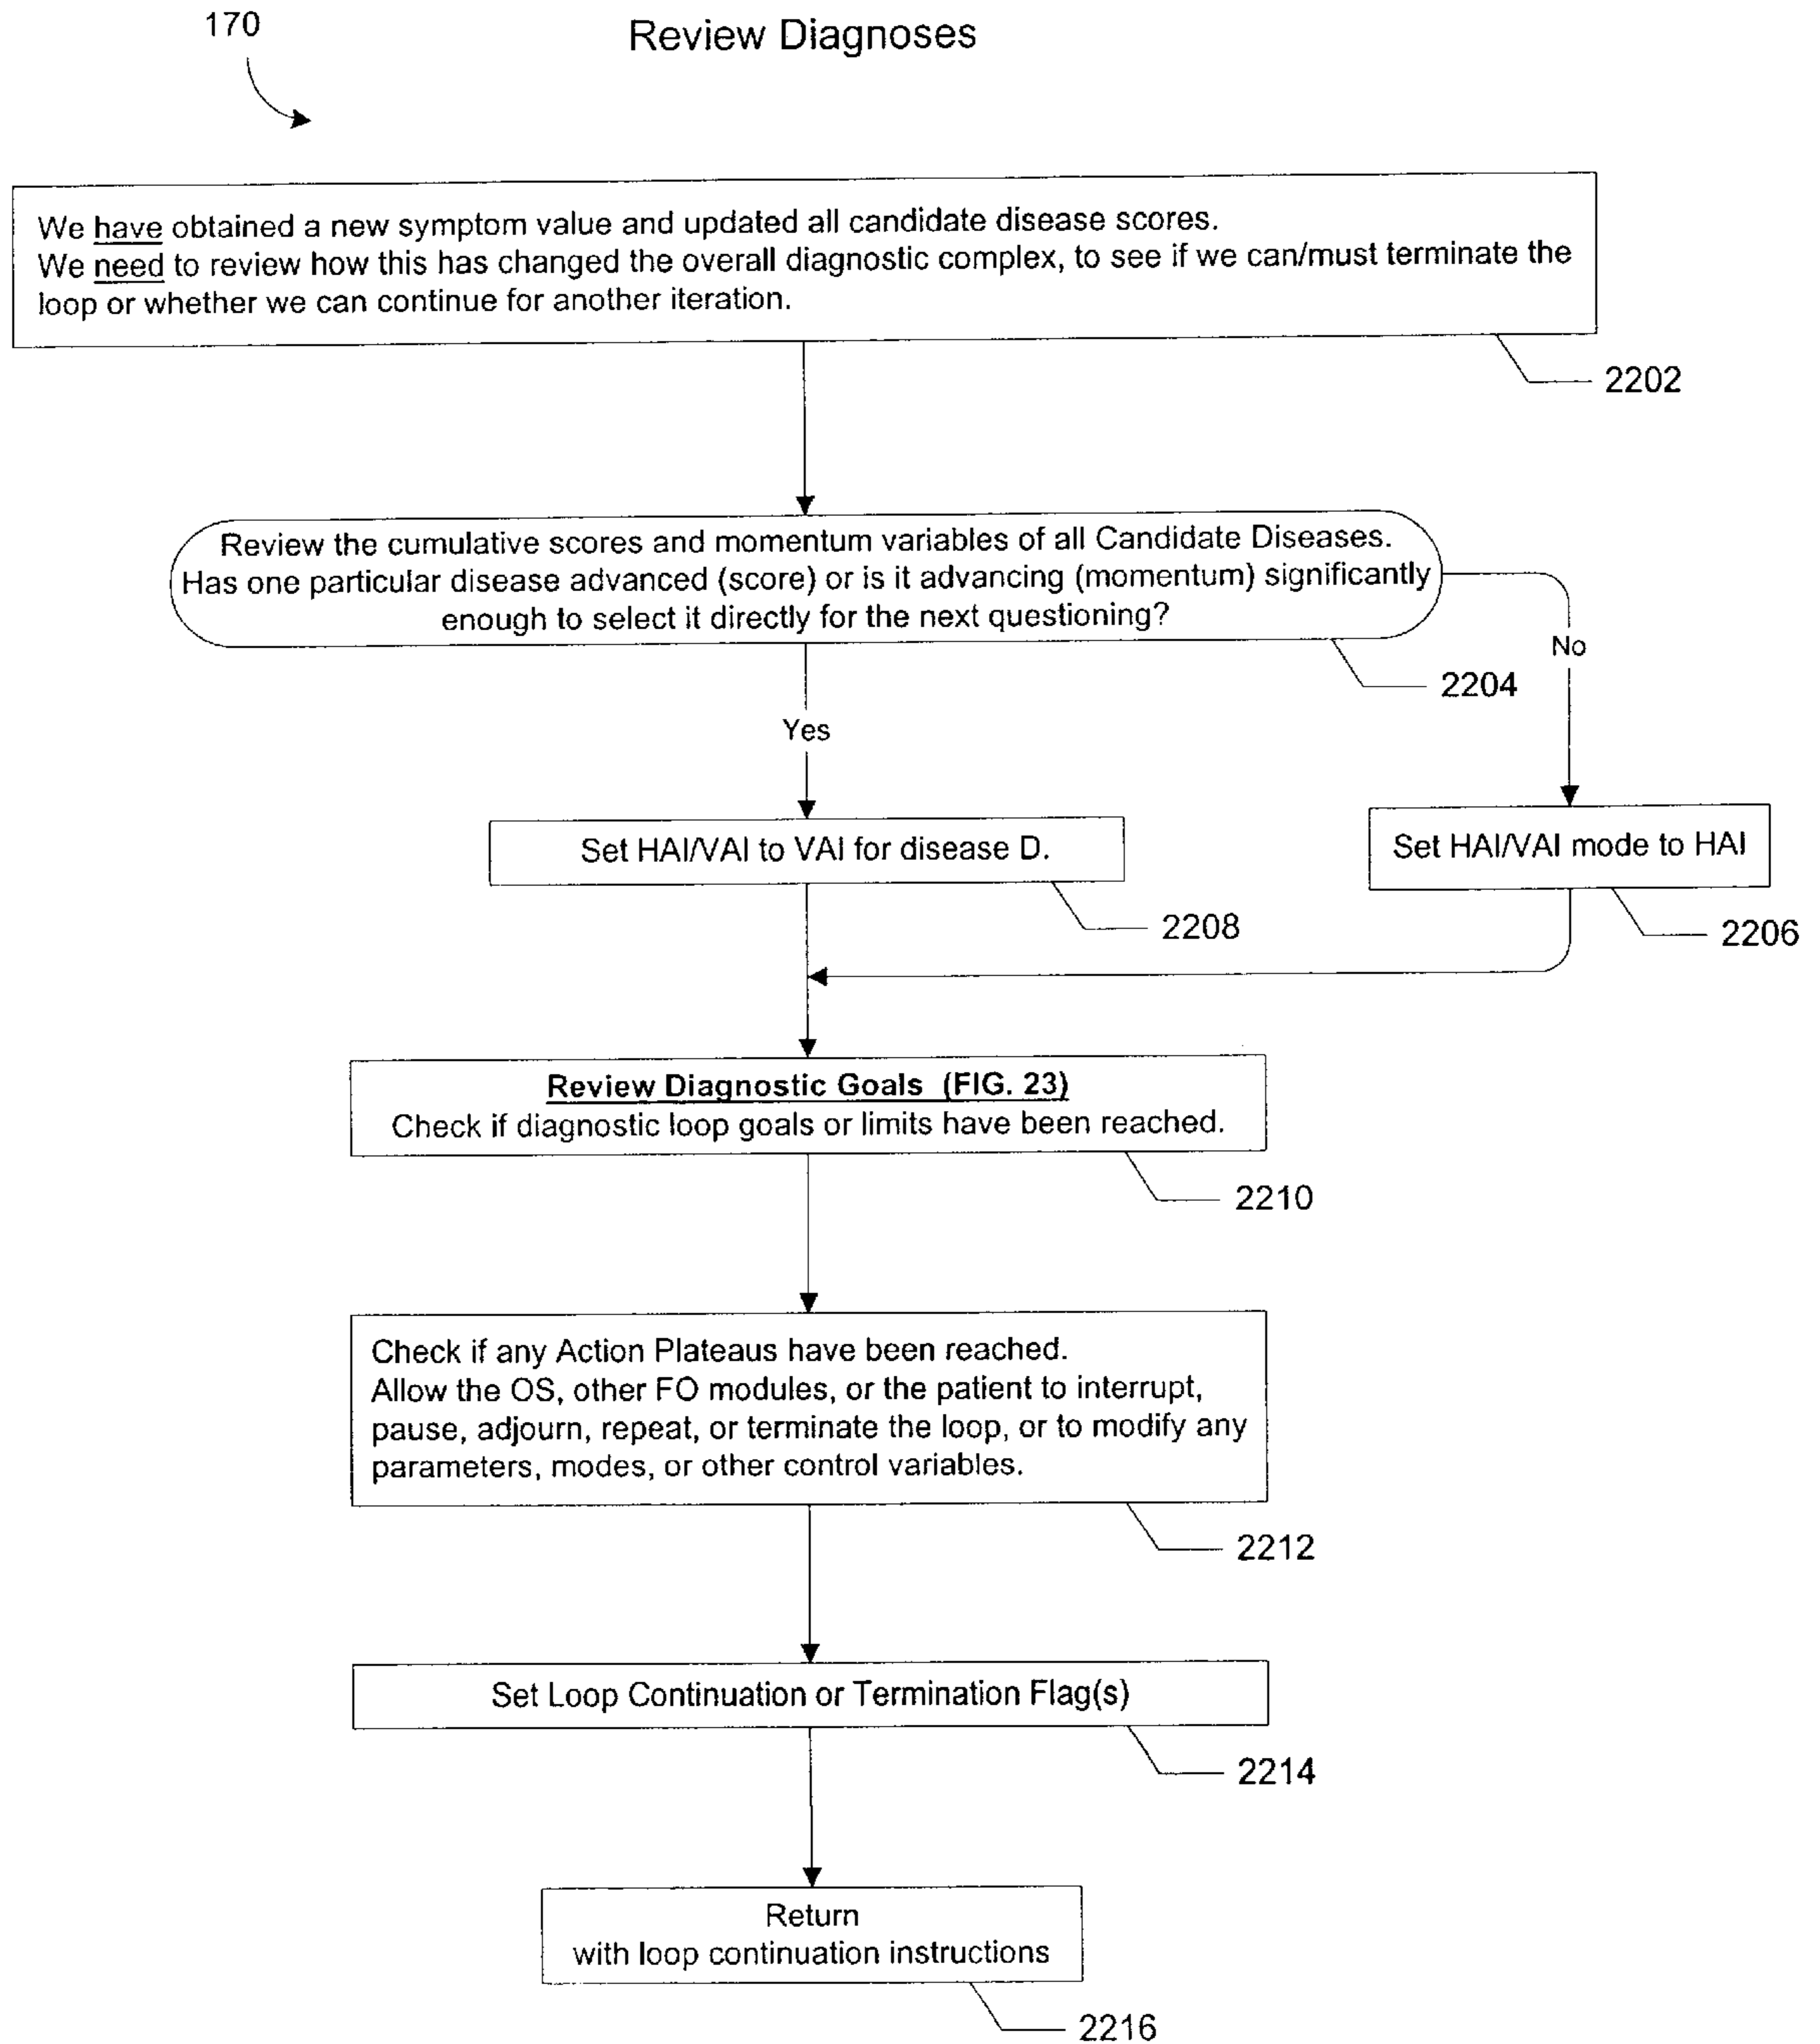 170
Review Diagnoses
We have obtained a new symptom value and updated all candidate disease scores.
We need to review how this has changed the overall diagnostic complex, to see if we can/must terminate the
loop or whether we can continue for another iteration.
2202
Review the cumulative scores and momentum variables of all Candidate Diseases.
Has one particular disease advanced (score) or is it advancing (momentum) significantly
enough to select it directly for the next questioning?
2204
No
Yes
Set HAI/VAI to VAI for disease D.
2208
Set HAI/VAI mode to HAI
2206
Review Diagnostic Goals (FIG. 23)
Check if diagnostic loop goals or limits have been reached.
2210
Check if any Action Plateaus have been reached.
Allow the OS, other FO modules, or the patient to interrupt,
pause, adjourn, repeat, or terminate the loop, or to modify any
parameters, modes, or other control variables.
2212
Set Loop Continuation or Termination Flag(s)
2214
Return
with loop continuation instructions
2216